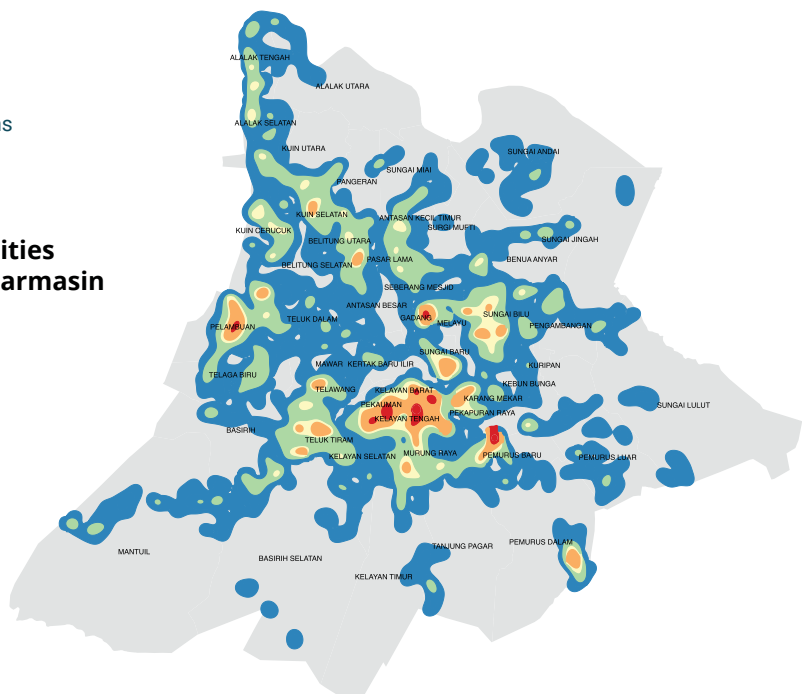 ALALAK TENGAH
ALALAK UTARA
ALALAK SELATAN
KUIN UTARA
SUNGAI ANDAI
SUNGAI MIAI
PANGERAN
KUIN SELATAN
ANTASAN KECIL TIMUR
SURGI MUFTI
KUIN CERUCUK
BELITUNG UTARA
SUNGAI JINGAH
PASAR LAMA
BENUA ANYAR
BELITUNG SELATAN
SEBERANG MESJID
ANTASAN BESAR
TELUK DALAM
GADANG
MELAYU
SUNGAI BILU
PENGAMBANGAN
PELAMBUAN
SUNGAI BARU
MAWAR
KERTAK BARU ILIR
KURIPAN
TELAGA BIRU
KEBUN BUNGA
TELAWANG
KELAYAN BARAT
KARANG MEKAR
PEKAUMAN
SUNGAI LULUT
PEKAPURAN RAYA
KELAYAN TENGAH
BASIRIH
TELUK TIRAM
KELAYAN SELATAN
MURUNG RAYA
PEMURUS BARU
PEMURUS LUAR
MANTUIL
BASIRIH SELATAN
TANJUNG PAGAR
PEMURUS DALAM
KELAYAN TIMUR
ities
armasin